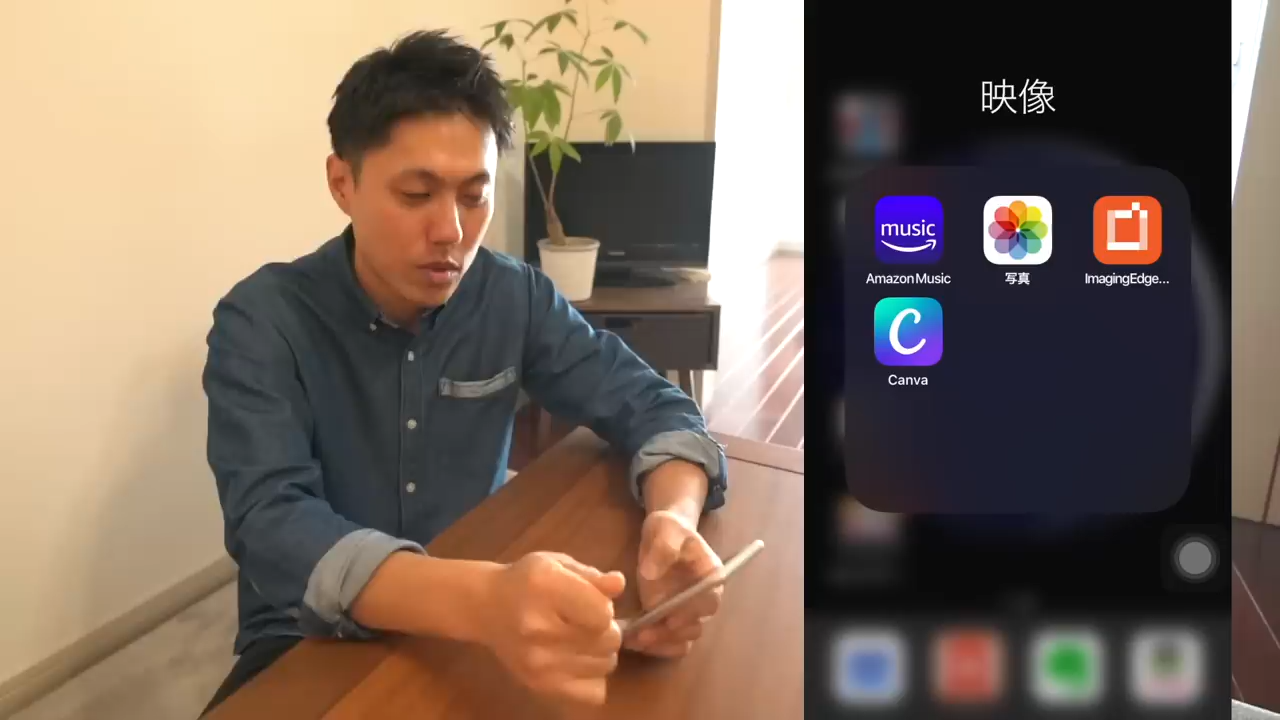 映像
music
Amazon Music
写真
ImagingEdge...
C
Canva